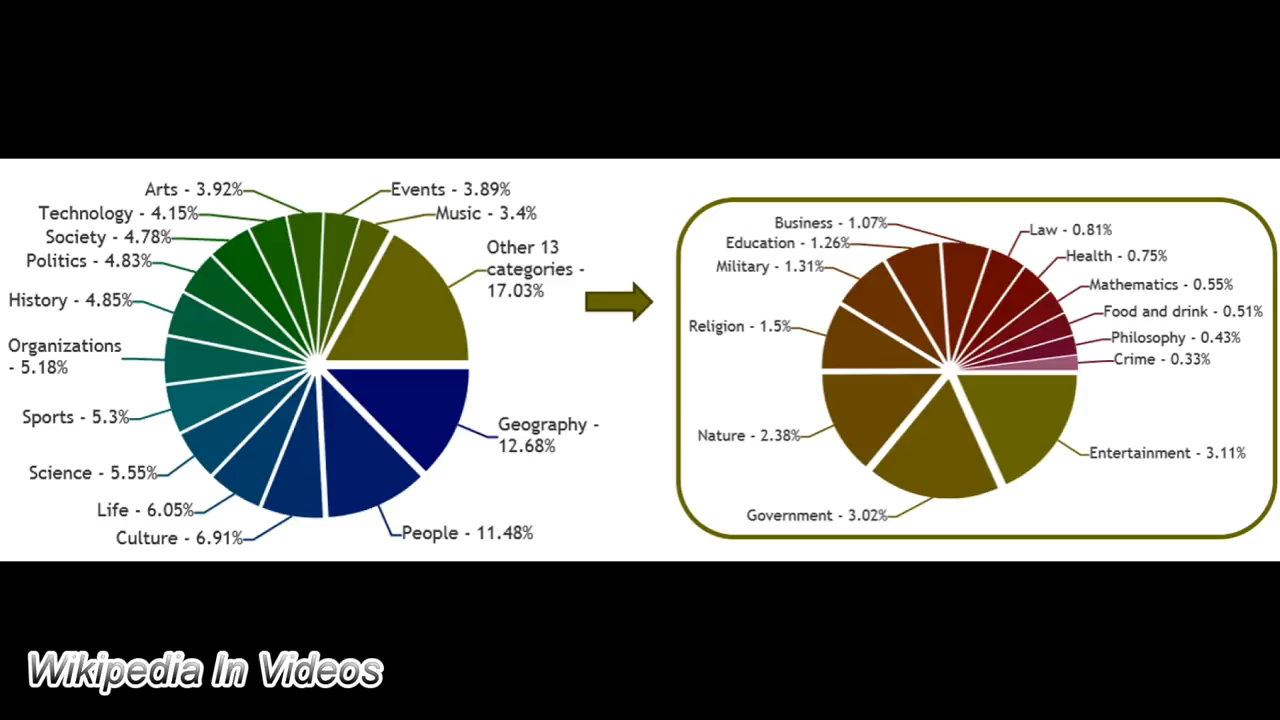 Arts - 3.92%
Events - 3.89%
Technology - 4.15%
Music - 3.4%
Society - 4.78%
Politics - 4.83%
Other 13
categories -
17.03%
History - 4.85%
Organizations
- 5.18%
Sports - 5.3%
Geography -
12.68%
Science - 5.55%
Life - 6.05%
Culture - 6.91%
People - 11.48%
Business - 1.07%
Law - 0.81%
Education - 1.26%
Health - 0.75%
Military - 1.31%
Mathematics - 0.55%
Food and drink - 0.51%
Religion - 1.5%
Philosophy - 0.43%
Crime - 0.33%
Nature - 2.38%
Entertainment - 3.11%
Government - 3.02%
Wikipedia In Videos